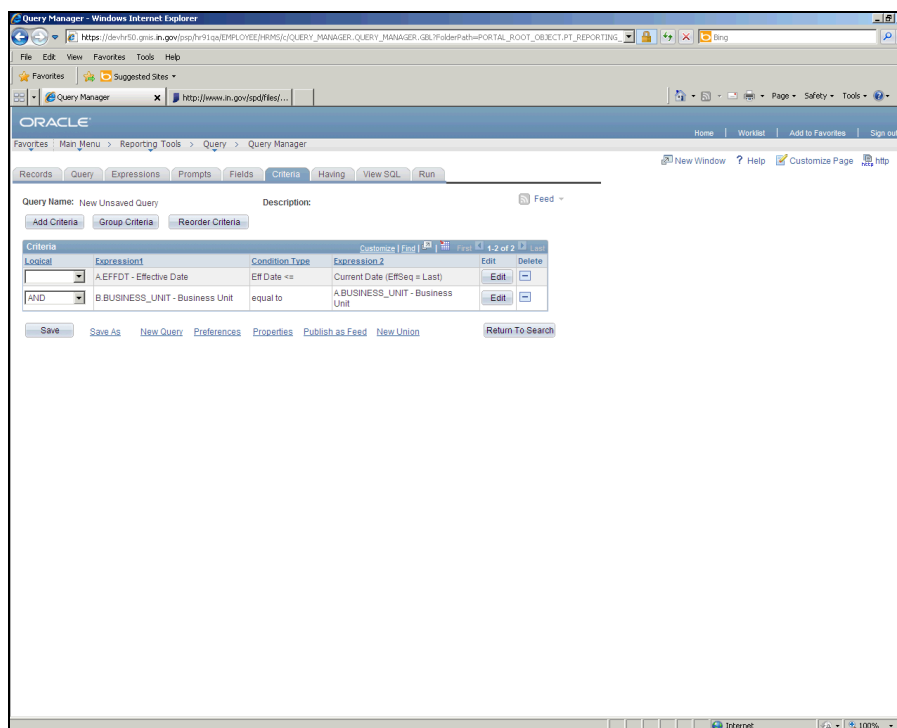 Query Manager - Windows Internet Explorer
https://devhr50.gmis.in.gov/psp/hr91qa/EMPLOYEE/HRMS/c/QUERY_MANAGER.QUERY_MANAGER.GBL?FolderPath=PORTAL_ROOT_OBJECT.PT_REPORTING_
Bing
File Edit View Favorites Tools Help
Favorites Suggested Sites
Query Manager http://www.in.gov/spd/files/... Page Safety Tools
ORACLE
Home | Worklist | Add to Favorites | Sign out
Favorites | Main Menu > Reporting Tools > Query > Query Manager
New Window ? Help Customize Page http
Records Query Expressions Prompts Fields Criteria Having View SQL Run
Query Name: New Unsaved Query Description: Feed
Add Criteria Group Criteria Reorder Criteria
Criteria Customize | Find | First 1-2 of 2 Last
Logical Expression1 Condition Type Expression 2 Edit Delete
A.EFFDT - Effective Date Eff Date <= Current Date (EffSeq = Last) Edit
AND B.BUSINESS_UNIT - Business Unit equal to A.BUSINESS_UNIT - Business Unit Edit
Save Save As New Query Preferences Properties Publish as Feed New Union Return To Search
Internet 100%